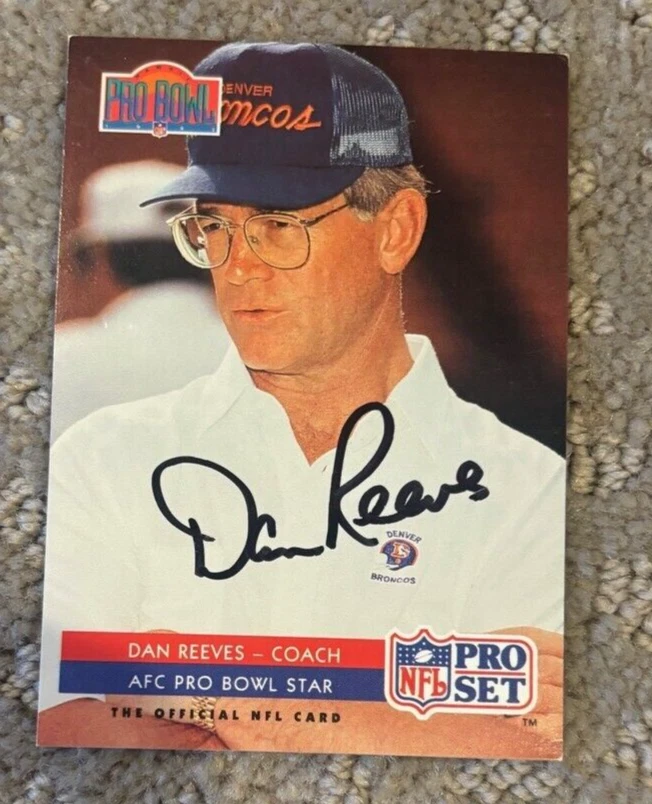 PRO BOWL
DENVER
Broncos
Dan Reeves
DENVER
BRONCOS
DAN REEVES – COACH
AFC PRO BOWL STAR
NFL
PRO
SET
THE OFFICIAL NFL CARD
TM